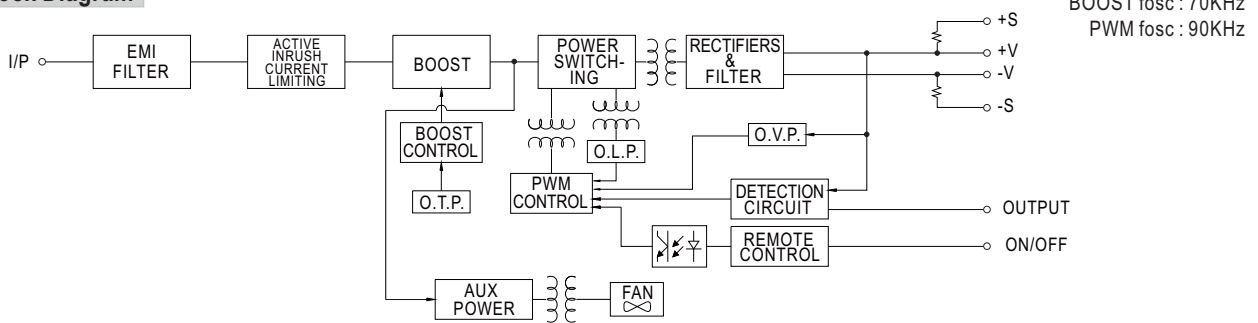 Diagram
BOOST fosc : 70KHz
PWM fosc : 90KHz
I/P
EMI
FILTER
ACTIVE
INRUSH
CURRENT
LIMITING
BOOST
POWER
SWITCH-
ING
RECTIFIERS
&
FILTER
+S
+V
-V
-S
BOOST
CONTROL
O.T.P.
O.L.P.
O.V.P.
PWM
CONTROL
DETECTION
CIRCUIT
OUTPUT
REMOTE
CONTROL
ON/OFF
AUX
POWER
FAN